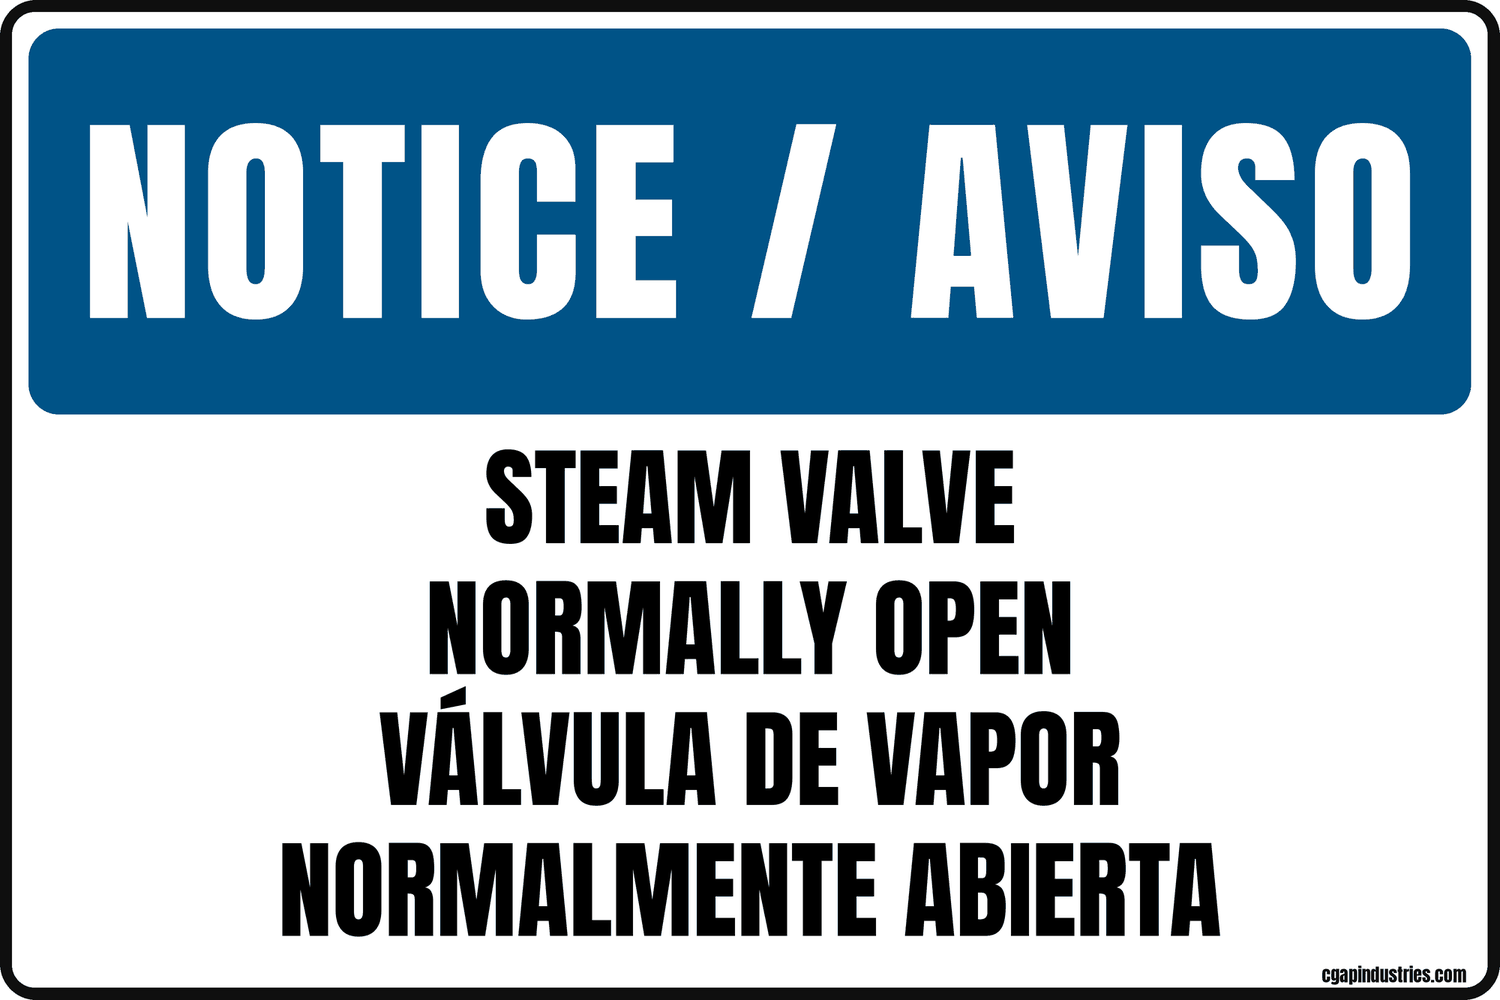 NOTICE / AVISO
STEAM VALVE
NORMALLY OPEN
VÁLVULA DE VAPOR
NORMALMENTE ABIERTA
cgapindustries.com